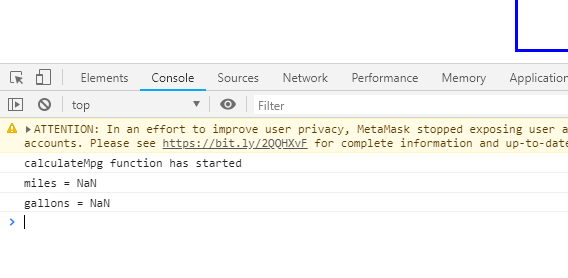 Elements Console Sources Network Performance Memory Application
top Filter
ATTENTION: In an effort to improve user privacy, MetaMask stopped exposing user a
accounts. Please see https://bit.ly/2QQHXvF for complete information and up-to-date
calculateMpg function has started
miles = NaN
gallons = NaN